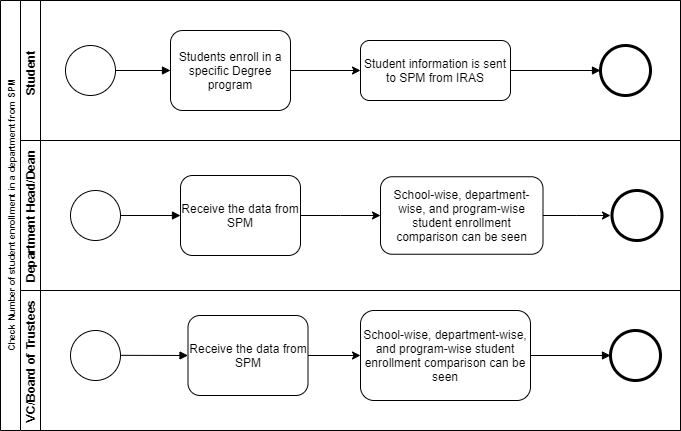 Check Number of student enrollment in a department from SPM
Student
Students enroll in a
specific Degree
program
Student information is sent
to SPM from IRAS
Department Head/Dean
Receive the data from
SPM
School-wise, department-
wise, and program-wise
student enrollment
comparison can be seen
VC/Board of Trustees
Receive the data from
SPM
School-wise, department-wise,
and program-wise student
enrollment comparison can be
seen